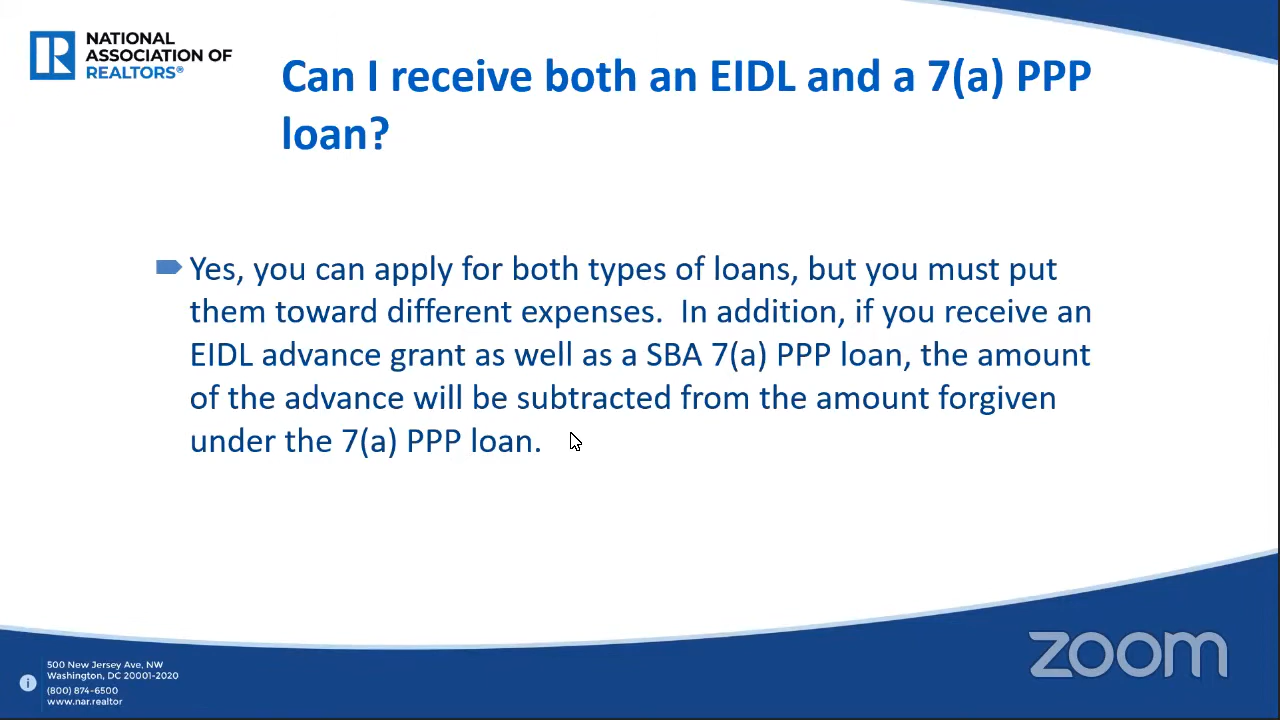 NATIONAL
ASSOCIATION OF
REALTORS®
Can I receive both an EIDL and a 7(a) PPP
loan?
Yes, you can apply for both types of loans, but you must put
them toward different expenses.  In addition, if you receive an
EIDL advance grant as well as a SBA 7(a) PPP loan, the amount
of the advance will be subtracted from the amount forgiven
under the 7(a) PPP loan.
500 New Jersey Ave, NW
Washington, DC 20001-2020
(800) 874-6500
www.nar.realtor
zoom